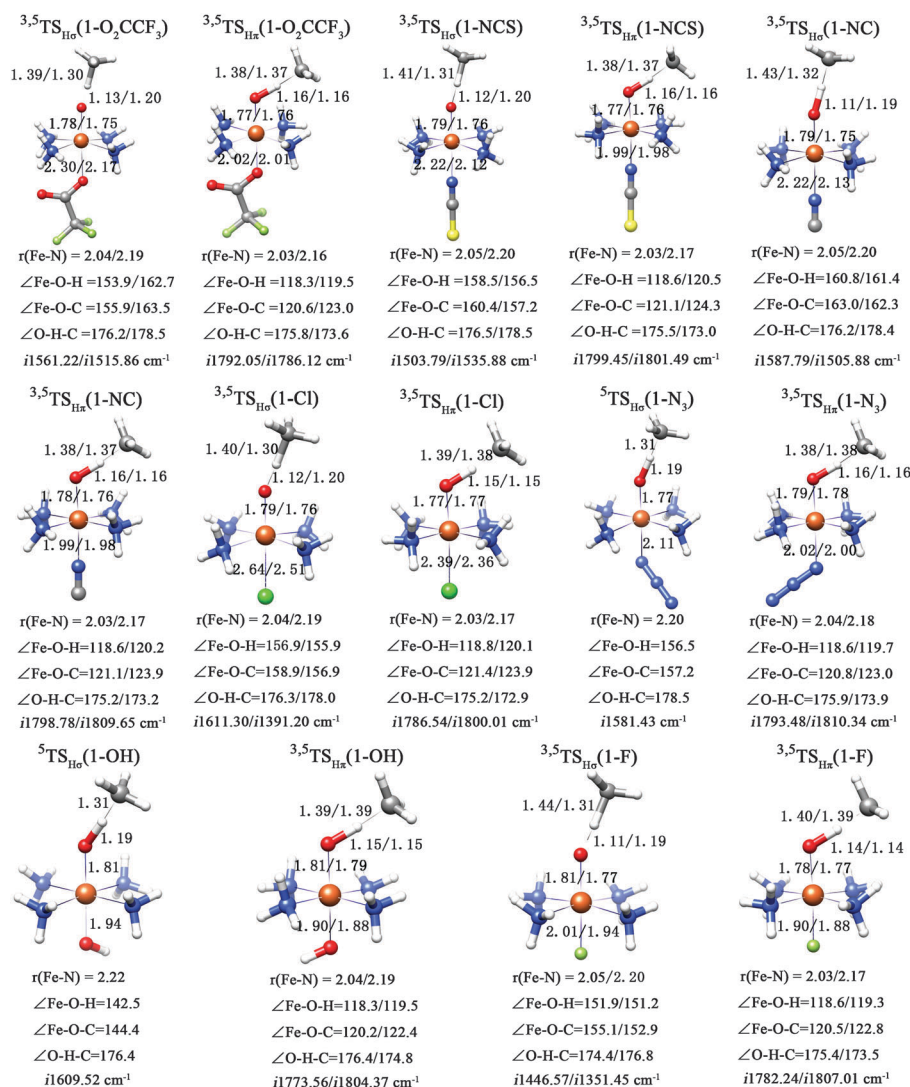 3,5TSHσ(1-O2CCF3)
1.39/1.30
1.13/1.20
1.78/1.75
2.30/2.17
r(Fe-N) = 2.04/2.19
∠Fe-O-H =153.9/162.7
∠Fe-O-C=155.9/163.5
∠O-H-C =176.2/178.5
i1561.22/i1515.86 cm-1
3,5TSHπ(1-O2CCF3)
1.38/1.37
1.16/1.16
1.77/1.76
2.02/2.01
r(Fe-N) = 2.03/2.16
∠Fe-O-H =118.3/119.5
∠Fe-O-C =120.6/123.0
∠O-H-C =175.8/173.6
i1792.05/i1786.12 cm-1
3,5TSHσ(1-NCS)
1.41/1.31
1.12/1.20
1.79/1.76
2.22/2.12
r(Fe-N) = 2.05/2.20
∠Fe-O-H =158.5/156.5
∠Fe-O-C =160.4/157.2
∠O-H-C =176.5/178.5
i1503.79/i1535.88 cm-1
3,5TSHπ(1-NCS)
1.38/1.37
1.16/1.16
1.77/1.76
1.99/1.98
r(Fe-N) = 2.03/2.17
∠Fe-O-H =118.6/120.5
∠Fe-O-C=121.1/124.3
∠O-H-C =175.5/173.0
i1799.45/i1801.49 cm-1
3,5TSHσ(1-NC)
1.43/1.32
1.11/1.19
1.79/1.75
2.22/2.13
r(Fe-N) = 2.05/2.20
∠Fe-O-H=160.8/161.4
∠Fe-O-C=163.0/162.3
∠O-H-C =176.2/178.4
i1587.79/i1505.88 cm-1
3,5TSHπ(1-NC)
1.38/1.37
1.16/1.16
1.78/1.76
1.99/1.98
r(Fe-N) = 2.03/2.17
∠Fe-O-H=118.6/120.2
∠Fe-O-C=121.1/123.9
∠O-H-C=175.2/173.2
i1798.78/i1809.65 cm-1
3,5TSHσ(1-Cl)
1.40/1.30
1.12/1.20
1.79/1.76
2.64/2.51
r(Fe-N) = 2.04/2.19
∠Fe-O-H=156.9/155.9
∠Fe-O-C=158.9/156.9
∠O-H-C=176.3/178.0
i1611.30/i1391.20 cm-1
3,5TSHπ(1-Cl)
1.39/1.38
1.15/1.15
1.77/1.77
2.39/2.36
r(Fe-N) = 2.03/2.17
∠Fe-O-H=118.8/120.1
∠Fe-O-C=121.4/123.9
∠O-H-C=175.2/172.9
i1786.54/i1800.01 cm-1
5TSHσ(1-N3)
1.31
1.19
1.77
2.11
r(Fe-N) = 2.20
∠Fe-O-H=156.5
∠Fe-O-C=157.2
∠O-H-C=178.5
i1581.43 cm-1
3,5TSHπ(1-N3)
1.38/1.38
1.16/1.16
1.79/1.78
2.02/2.00
r(Fe-N) = 2.04/2.18
∠Fe-O-H=118.6/119.7
∠Fe-O-C=120.8/123.0
∠O-H-C=175.9/173.9
i1793.48/i1810.34 cm-1
5TSHσ(1-OH)
1.31
1.19
1.81
1.94
r(Fe-N) = 2.22
∠Fe-O-H=142.5
∠Fe-O-C=144.4
∠O-H-C=176.4
i1609.52 cm-1
3,5TSHπ(1-OH)
1.39/1.39
1.15/1.15
1.81/1.79
1.90/1.88
r(Fe-N) = 2.04/2.19
∠Fe-O-H=118.3/119.5
∠Fe-O-C=120.2/122.4
∠O-H-C=176.4/174.8
i1773.56/i1804.37 cm-1
3,5TSHσ(1-F)
1.44/1.31
1.11/1.19
1.81/1.77
2.01/1.94
r(Fe-N) = 2.05/2.20
∠Fe-O-H=151.9/151.2
∠Fe-O-C=155.1/152.9
∠O-H-C=174.4/176.8
i1446.57/i1351.45 cm-1
3,5TSHπ(1-F)
1.40/1.39
1.14/1.14
1.78/1.77
1.90/1.88
r(Fe-N) = 2.03/2.17
∠Fe-O-H=118.6/119.3
∠Fe-O-C=120.5/122.8
∠O-H-C=175.4/173.5
i1782.24/i1807.01 cm-1